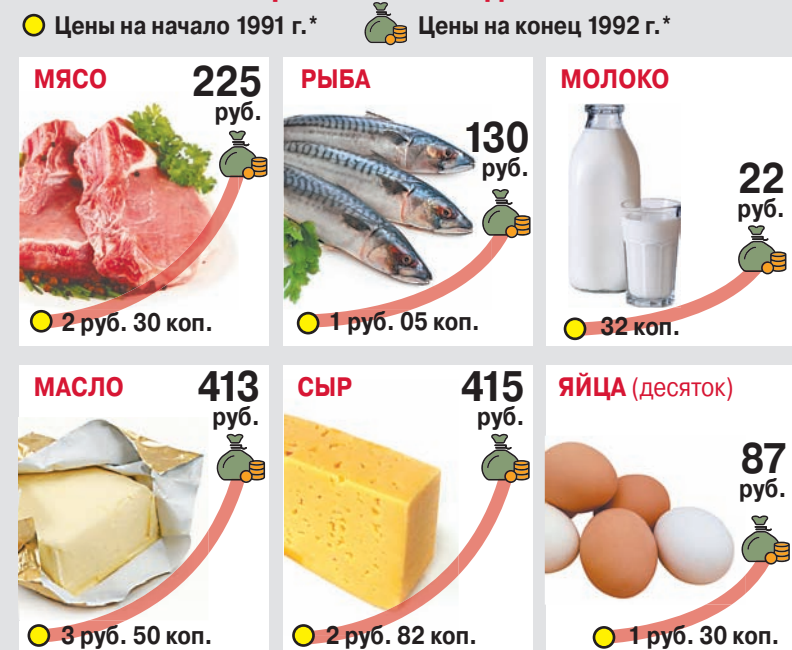 Цены на начало 1991 г.*
Цены на конец 1992 г.*
МЯСО
225
руб.
2 руб. 30 коп.
РЫБА
130
руб.
1 руб. 05 коп.
МОЛОКО
22
руб.
32 коп.
МАСЛО
413
руб.
3 руб. 50 коп.
СЫР
415
руб.
2 руб. 82 коп.
ЯЙЦА (десяток)
87
руб.
1 руб. 30 коп.